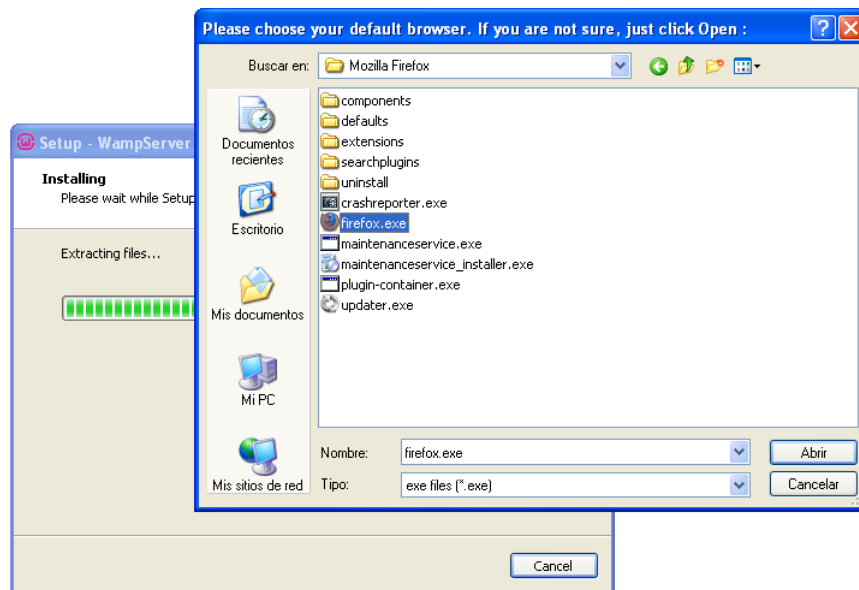 Please choose your default browser. If you are not sure, just click Open :
Buscar en:
Mozilla Firefox
Documentos
recientes
Escritorio
Mis documentos
Mi PC
Mis sitios de red
components
defaults
extensions
searchplugins
uninstall
crashreporter.exe
firefox.exe
maintenanceservice.exe
maintenanceservice_installer.exe
plugin-container.exe
updater.exe
Nombre:
firefox.exe
Abrir
Tipo:
exe files (*.exe)
Cancelar
Setup - WampServer
Installing
Please wait while Setup
Extracting files...
Cancel